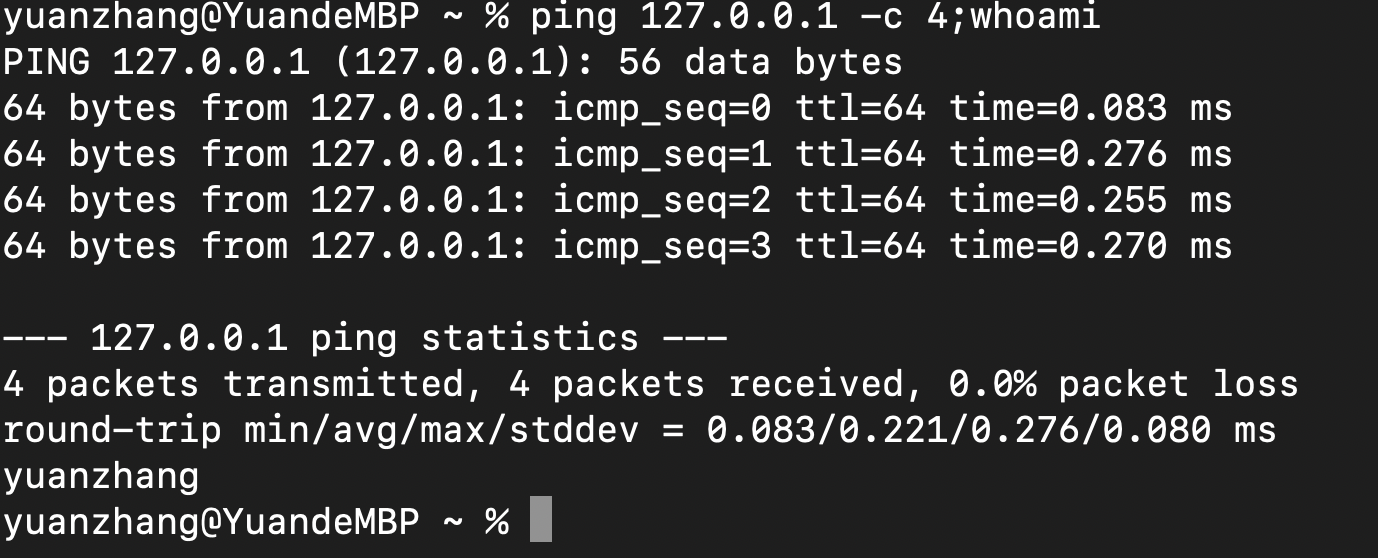 yuanzhang@YuandeMBP ~ % ping 127.0.0.1 -c 4;whoami
PING 127.0.0.1 (127.0.0.1): 56 data bytes
64 bytes from 127.0.0.1: icmp_seq=0 ttl=64 time=0.083 ms
64 bytes from 127.0.0.1: icmp_seq=1 ttl=64 time=0.276 ms
64 bytes from 127.0.0.1: icmp_seq=2 ttl=64 time=0.255 ms
64 bytes from 127.0.0.1: icmp_seq=3 ttl=64 time=0.270 ms

--- 127.0.0.1 ping statistics ---
4 packets transmitted, 4 packets received, 0.0% packet loss
round-trip min/avg/max/stddev = 0.083/0.221/0.276/0.080 ms
yuanzhang
yuanzhang@YuandeMBP ~ %